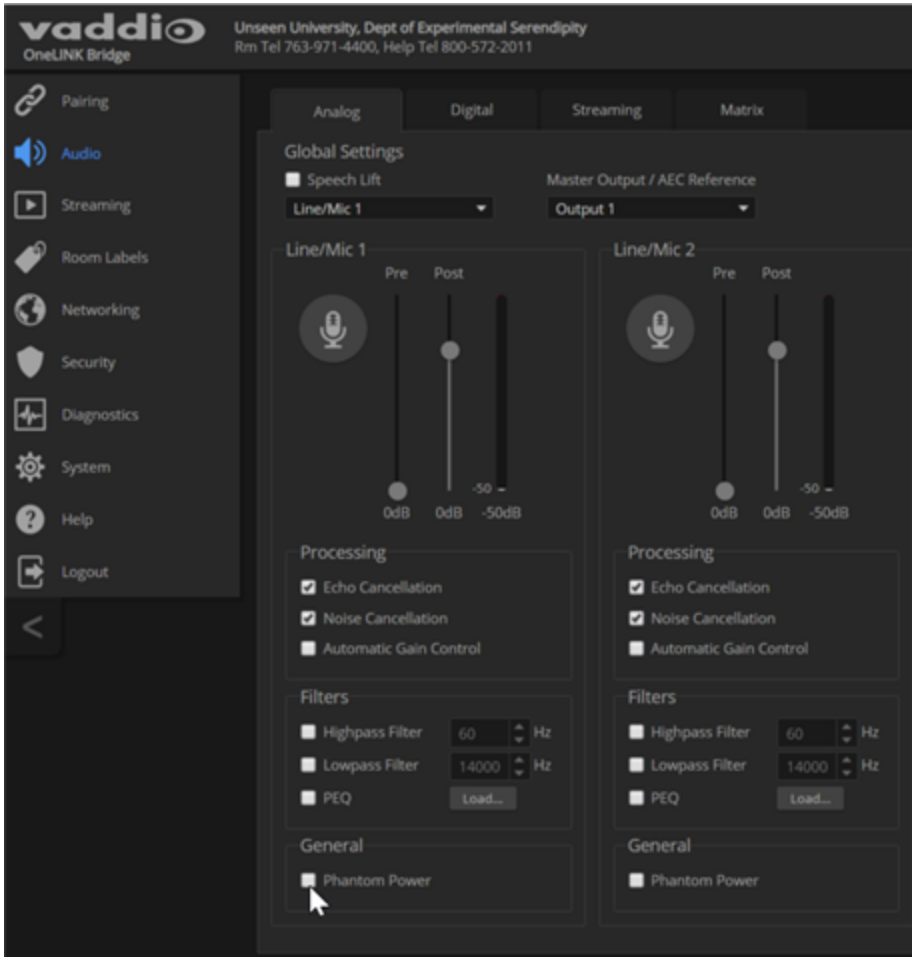 vaddio
OneLINK Bridge
Unseen University, Dept of Experimental Serendipity
Rm Tel 763-971-4400, Help Tel 800-572-2011
Pairing
Audio
Streaming
Room Labels
Networking
Security
Diagnostics
System
Help
Logout
<
Analog Digital Streaming Matrix
Global Settings
Speech Lift Master Output / AEC Reference
Line/Mic 1 Output 1
Line/Mic 1
Pre Post
-50
0dB 0dB -50dB
Processing
Echo Cancellation
Noise Cancellation
Automatic Gain Control
Filters
Highpass Filter 60 Hz
Lowpass Filter 14000 Hz
PEQ Load...
General
Phantom Power
Line/Mic 2
Pre Post
-50
0dB 0dB -50dB
Processing
Echo Cancellation
Noise Cancellation
Automatic Gain Control
Filters
Highpass Filter 60 Hz
Lowpass Filter 14000 Hz
PEQ Load...
General
Phantom Power